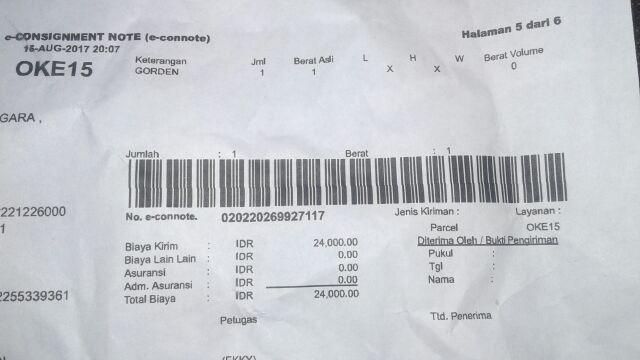 e-CONSIGNMENT NOTE (e-connote)
Halaman 5 dari 6
15-AUG-2017 20:07
OKE15
Keterangan Jml Berat Asli L H W Berat Volume
GORDEN 1 1 X X 0
GARA ,
Jumlah : 1 Berat : 1
221226000
1
No. e-connote. 020220269927117 Jenis Kiriman : Layanan :
Parcel OKE15
Biaya Kirim : IDR 24,000.00 Diterima Oleh / Bukti Pengiriman
Biaya Lain Lain : IDR 0.00 Pukul :
Asuransi : IDR 0.00 Tgl :
Adm. Asuransi : IDR 0.00 Nama :
2255339361
Total Biaya : IDR 24,000.00
Petugas Ttd. Penerima
(EKKY)